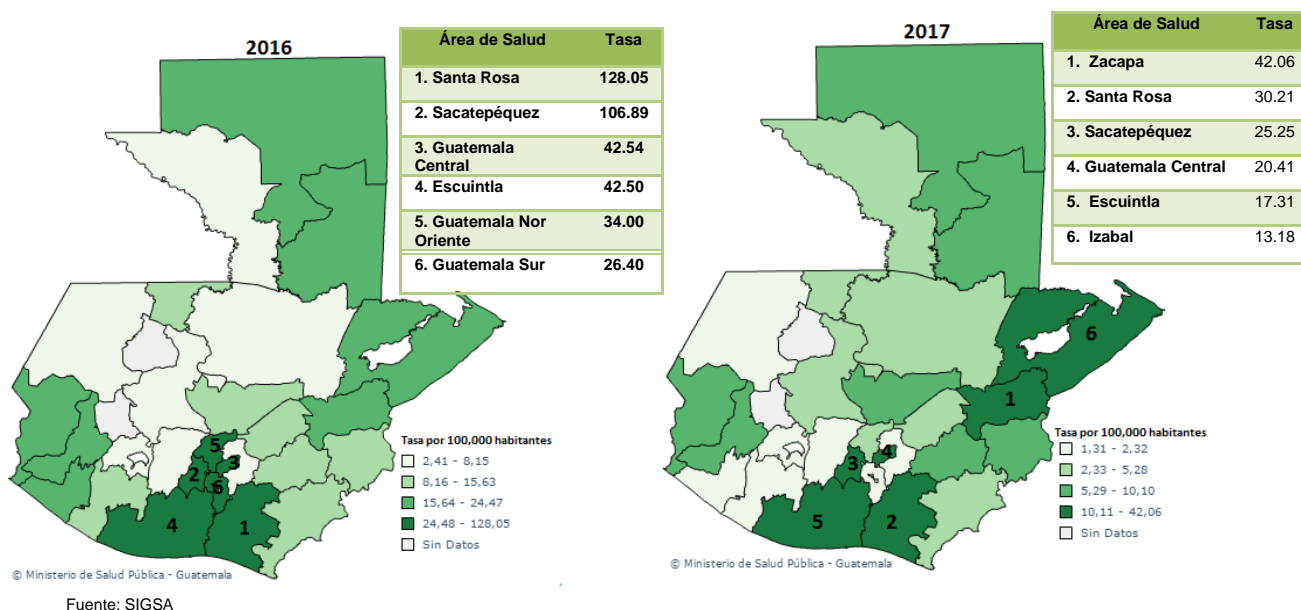 2016
Área de Salud Tasa
1. Santa Rosa 128.05
2. Sacatepéquez 106.89
3. Guatemala
Central 42.54
4. Escuintla 42.50
5. Guatemala Nor
Oriente 34.00
6. Guatemala Sur 26.40
5
3
2
6
4
1
Tasa por 100,000 habitantes
2,41 - 8,15
8,16 - 15,63
15,64 - 24,47
24,48 - 128,05
Sin Datos
© Ministerio de Salud Pública - Guatemala
Fuente: SIGSA
2017
Área de Salud Tasa
1. Zacapa 42.06
2. Santa Rosa 30.21
3. Sacatepéquez 25.25
4. Guatemala Central 20.41
5. Escuintla 17.31
6. Izabal 13.18
6
1
4
3
5
2
Tasa por 100,000 habitantes
1,31 - 2,32
2,33 - 5,28
5,29 - 10,10
10,11 - 42,06
Sin Datos
© Ministerio de Salud Pública - Guatemala